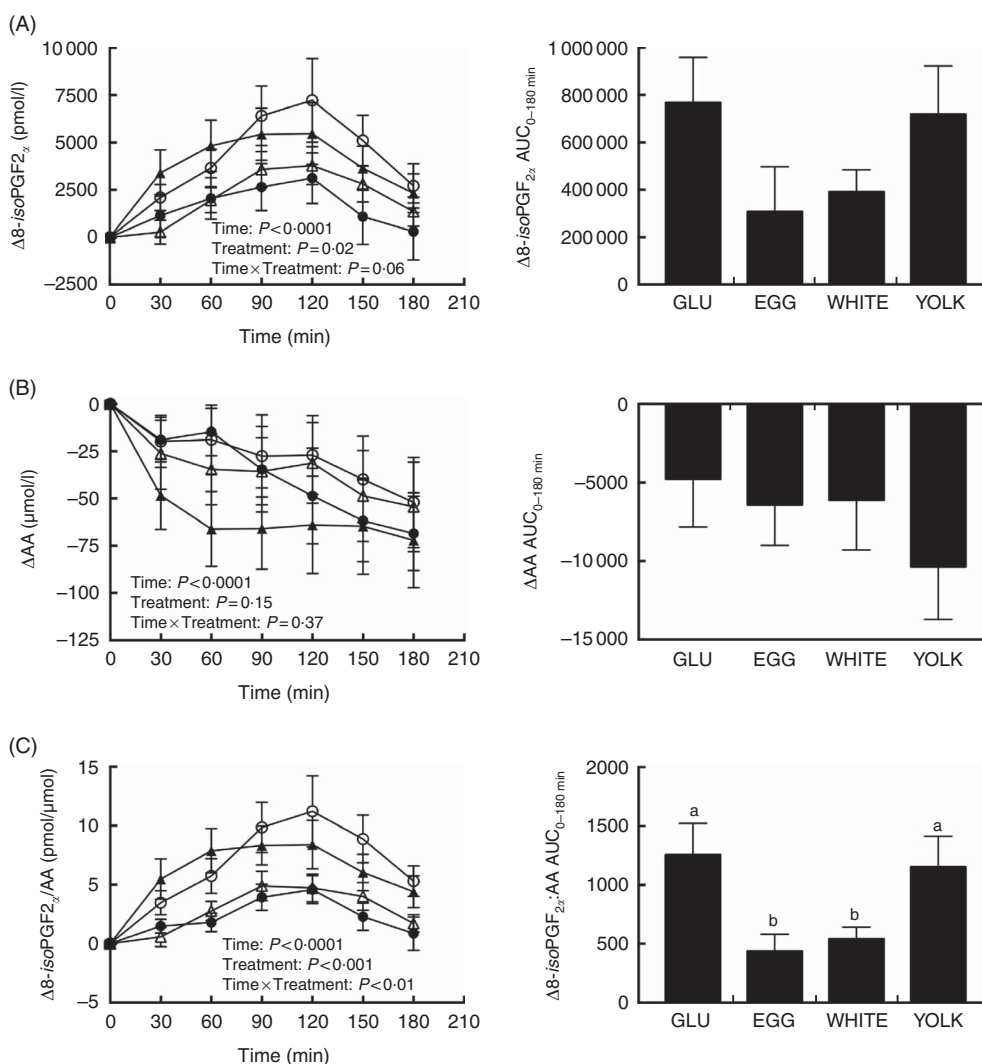 (A)
Δ8-isoPGF2α (pmol/l)
10 000
7500
5000
2500
0
−2500
Time: P<0·0001
Treatment: P=0·02
Time×Treatment: P=0·06
0 30 60 90 120 150 180 210
Time (min)
Δ8-isoPGF2α AUC0–180 min
1 000 000
800 000
600 000
400 000
200 000
0
GLU EGG WHITE YOLK
(B)
ΔAA (μmol/l)
0
−25
−50
−75
−100
−125
Time: P<0·0001
Treatment: P=0·15
Time×Treatment: P=0·37
0 30 60 90 120 150 180 210
Time (min)
ΔAA AUC0–180 min
0
−5000
−10 000
−15 000
GLU EGG WHITE YOLK
(C)
Δ8-isoPGF2α/AA (pmol/μmol)
15
10
5
0
−5
Time: P<0·0001
Treatment: P<0·001
Time×Treatment: P<0·01
0 30 60 90 120 150 180 210
Time (min)
Δ8-isoPGF2α:AA AUC0–180 min
2000
1500
1000
500
0
a b b a
GLU EGG WHITE YOLK